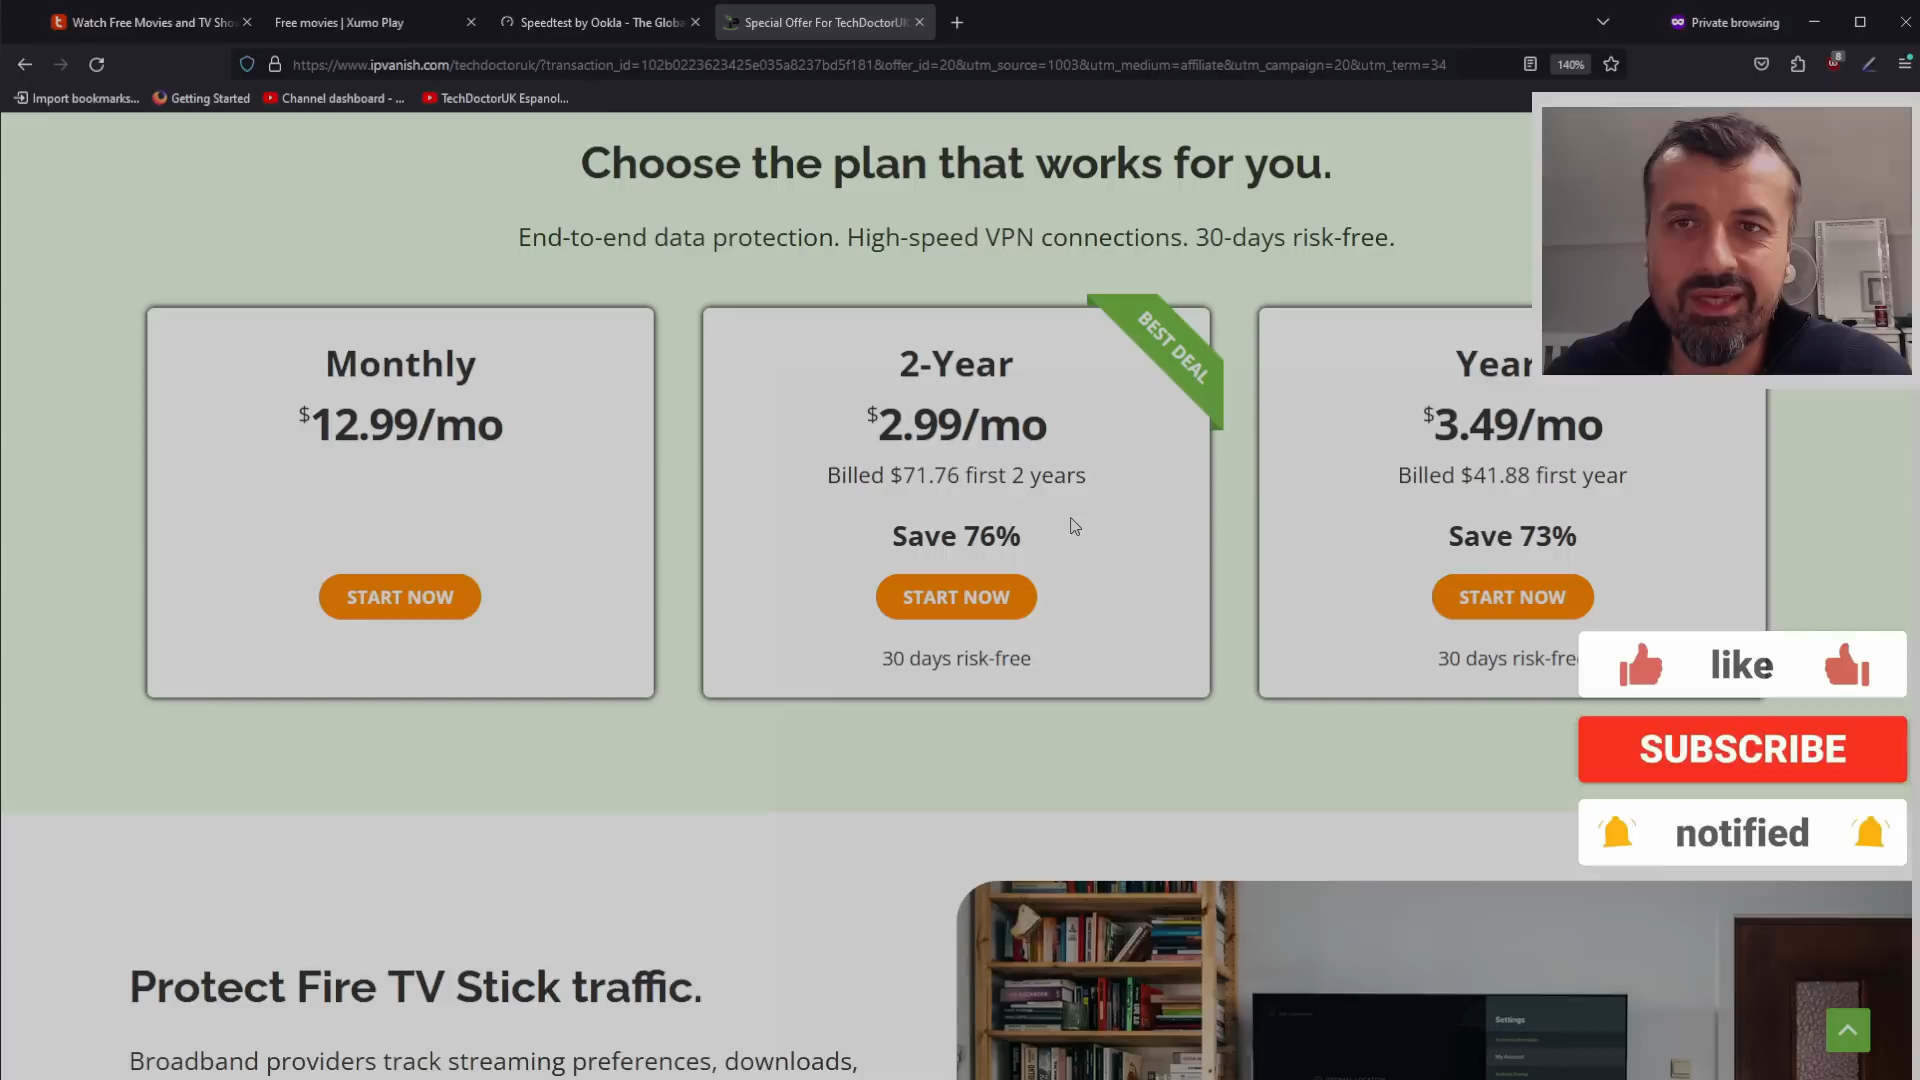 Watch Free Movies and TV Sho
Free movies | Xumo Play
Speedtest by Ookla - The Globa
Special Offer For TechDoctorUK
Private browsing
https://www.ipvanish.com/techdoctoruk/?transaction_id=102b0223623425e035a8237bd5f181&offer_id=20&utm_source=1003&utm_medium=affiliate&utm_campaign=20&utm_term=34
140%
8
Import bookmarks...
Getting Started
Channel dashboard - ...
TechDoctorUK Espanol...
Choose the plan that works for you.
End-to-end data protection. High-speed VPN connections. 30-days risk-free.
BEST DEAL
Monthly
$12.99/mo
START NOW
2-Year
$2.99/mo
Billed $71.76 first 2 years
Save 76%
START NOW
30 days risk-free
Year
$3.49/mo
Billed $41.88 first year
Save 73%
START NOW
30 days risk-fre
like
SUBSCRIBE
notified
Protect Fire TV Stick traffic.
Broadband providers track streaming preferences, downloads,
Settings
My Account